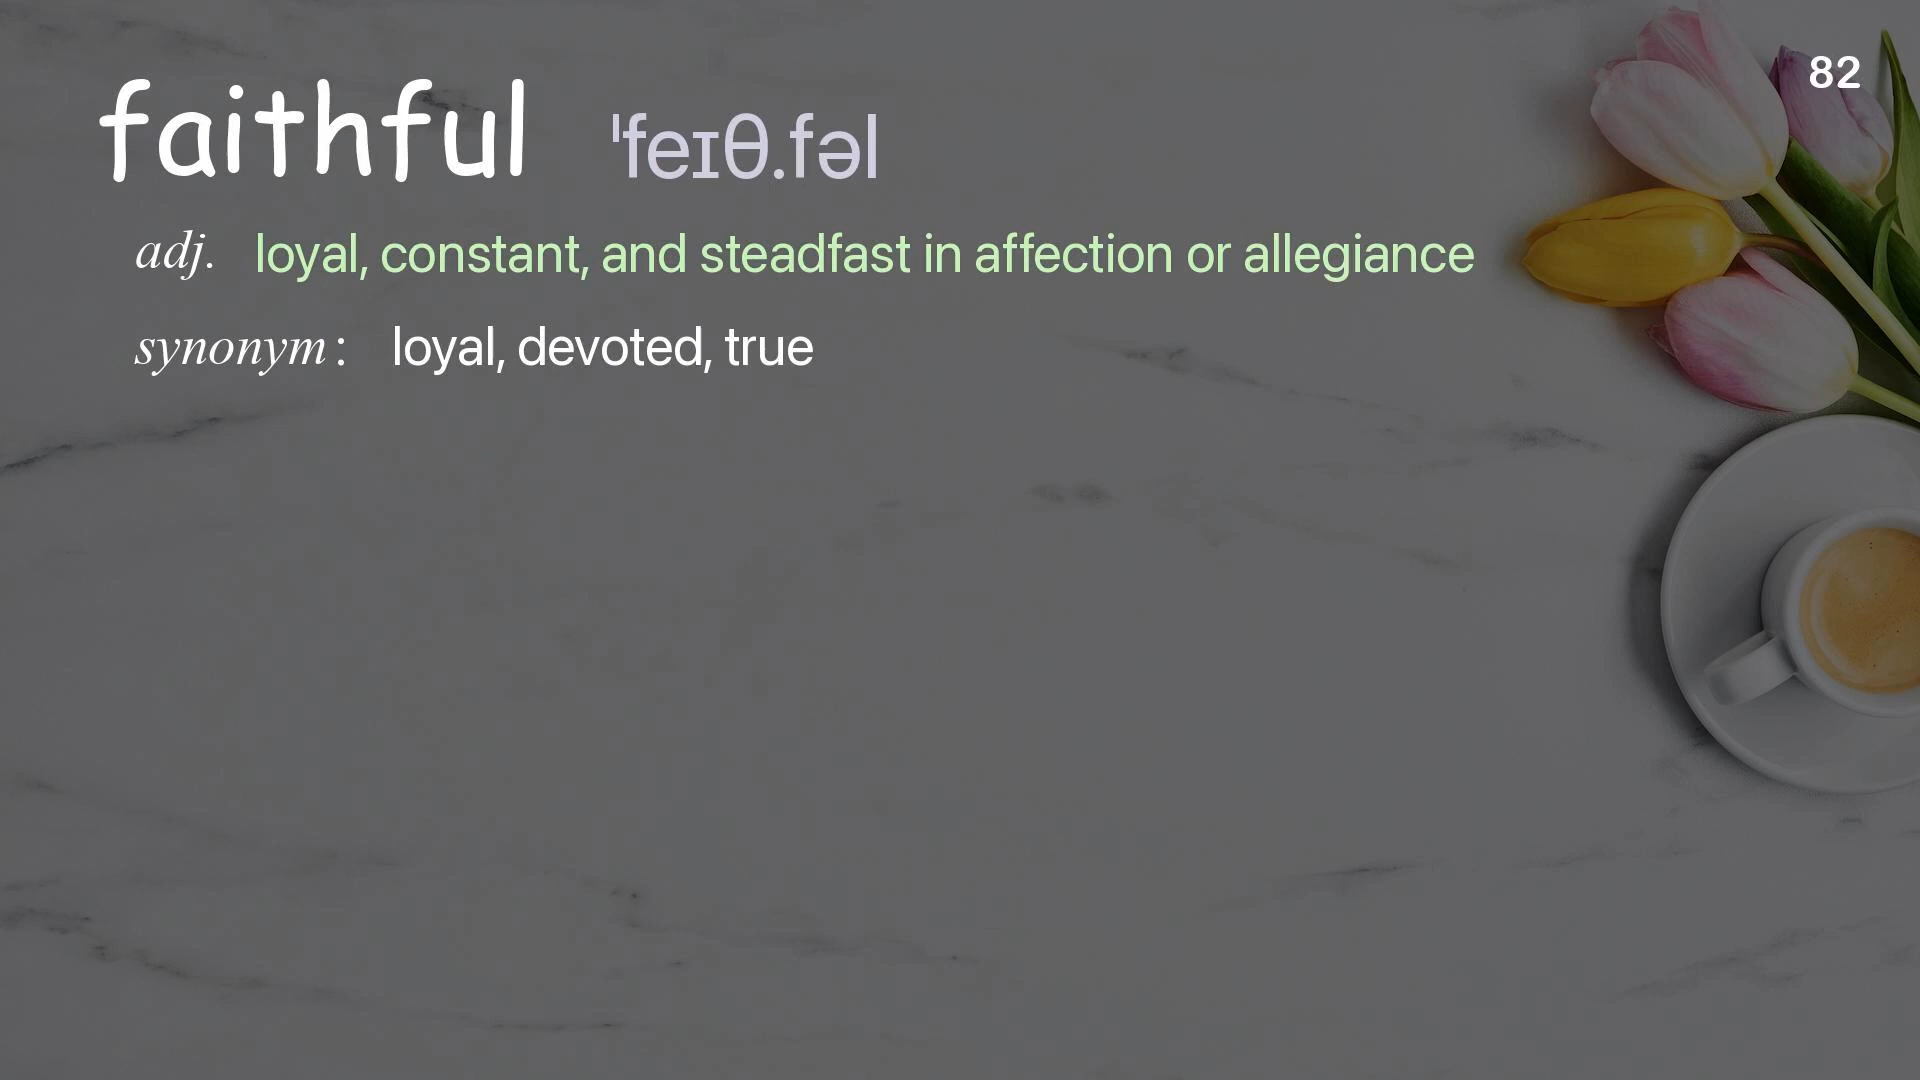 82
faithful ˈfeɪθ.fəl
adj. loyal, constant, and steadfast in affection or allegiance
synonym: loyal, devoted, true